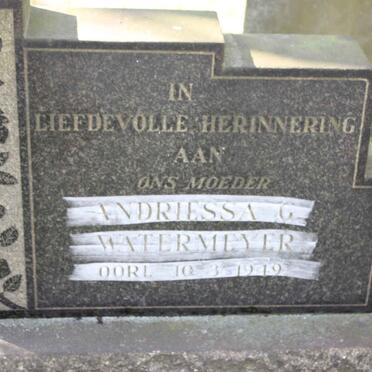 IN
LIEFDEVOLLE HERINNERING
AAN
ONS MOEDER
ANDRIESSA G.
WATERMEYER
OORL. 10·3·1949